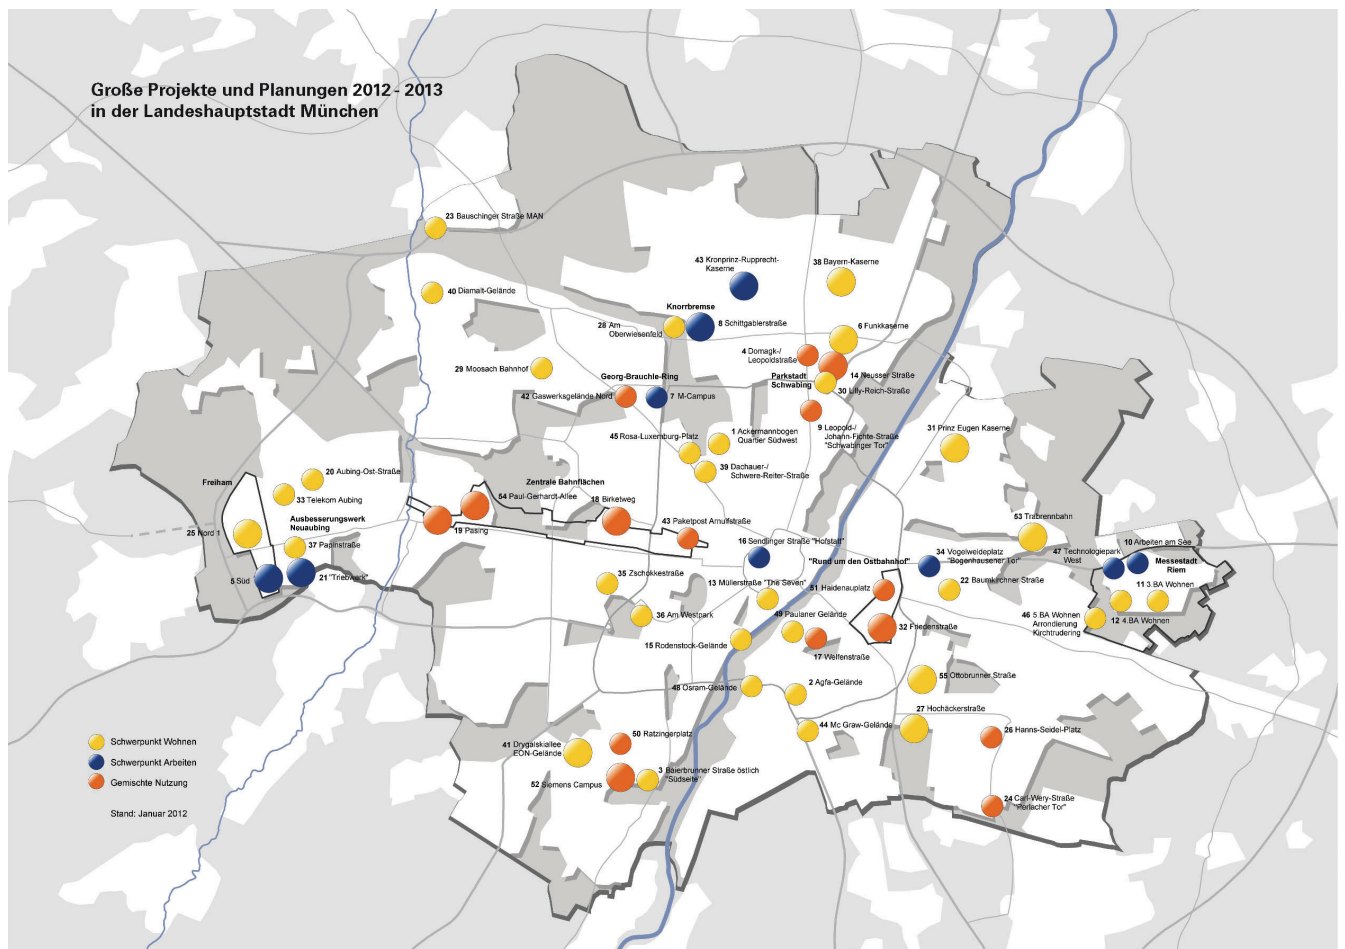 Große Projekte und Planungen 2012 - 2013
in der Landeshauptstadt München
23 Bauschinger Straße MAN
43 Kronprinz-Rupprecht-
Kaserne
38 Bayern-Kaserne
40 Diamalt-Gelände
Knorrbremse
28 Am
Oberwiesenfeld
8 Schittgablerstraße
6 Funkkaserne
4 Domagk-/
Leopoldstraße
29 Moosach Bahnhof
Georg-Brauchle-Ring
Parkstadt
Schwabing
14 Neusser Straße
30 Lilly-Reich-Straße
42 Gaswerksgelände Nord
7 M-Campus
9 Leopold-/
Johann-Fichte-Straße
"Schwabinger Tor"
31 Prinz Eugen Kaserne
45 Rosa-Luxemburg-Platz
1 Ackermannbogen
Quartier Südwest
39 Dachauer-/
Schwere-Reiter-Straße
20 Aubing-Ost-Straße
Freiham
33 Telekom Aubing
Zentrale Bahnflächen
54 Paul-Gerhardt-Allee
18 Birketweg
Ausbesserungswerk
Neuaubing
25 Nord 1
19 Pasing
43 Paketpost Arnulfstraße
53 Trabrennbahn
37 Papinstraße
16 Sendlinger Straße "Hofstatt"
10 Arbeiten am See
5 Süd
21 "Triebwerk"
"Rund um den Ostbahnhof"
34 Vogelweideplatz
"Bogenhausener Tor"
47 Technologiepark
West
Messestadt
Riem
35 Zschokkestraße
13 Müllerstraße "The Seven"
51 Haidenauplatz
22 Baumkirchner Straße
11 3.BA Wohnen
36 Am Westpark
49 Paulaner Gelände
32 Friedenstraße
46 5.BA Wohnen
Arrondierung
Kirchtrudering
12 4.BA Wohnen
15 Rodenstock-Gelände
17 Welfenstraße
48 Osram-Gelände
2 Agfa-Gelände
55 Ottobrunner Straße
27 Hochäckerstraße
44 Mc Graw-Gelände
26 Hanns-Seidel-Platz
50 Ratzingerplatz
41 Drygalskiallee
EON-Gelände
3 Baierbrunner Straße östlich
"Südseite"
52 Siemens Campus
24 Carl-Wery-Straße
"Perlacher Tor"
Schwerpunkt Wohnen
Schwerpunkt Arbeiten
Gemischte Nutzung
Stand: Januar 2012